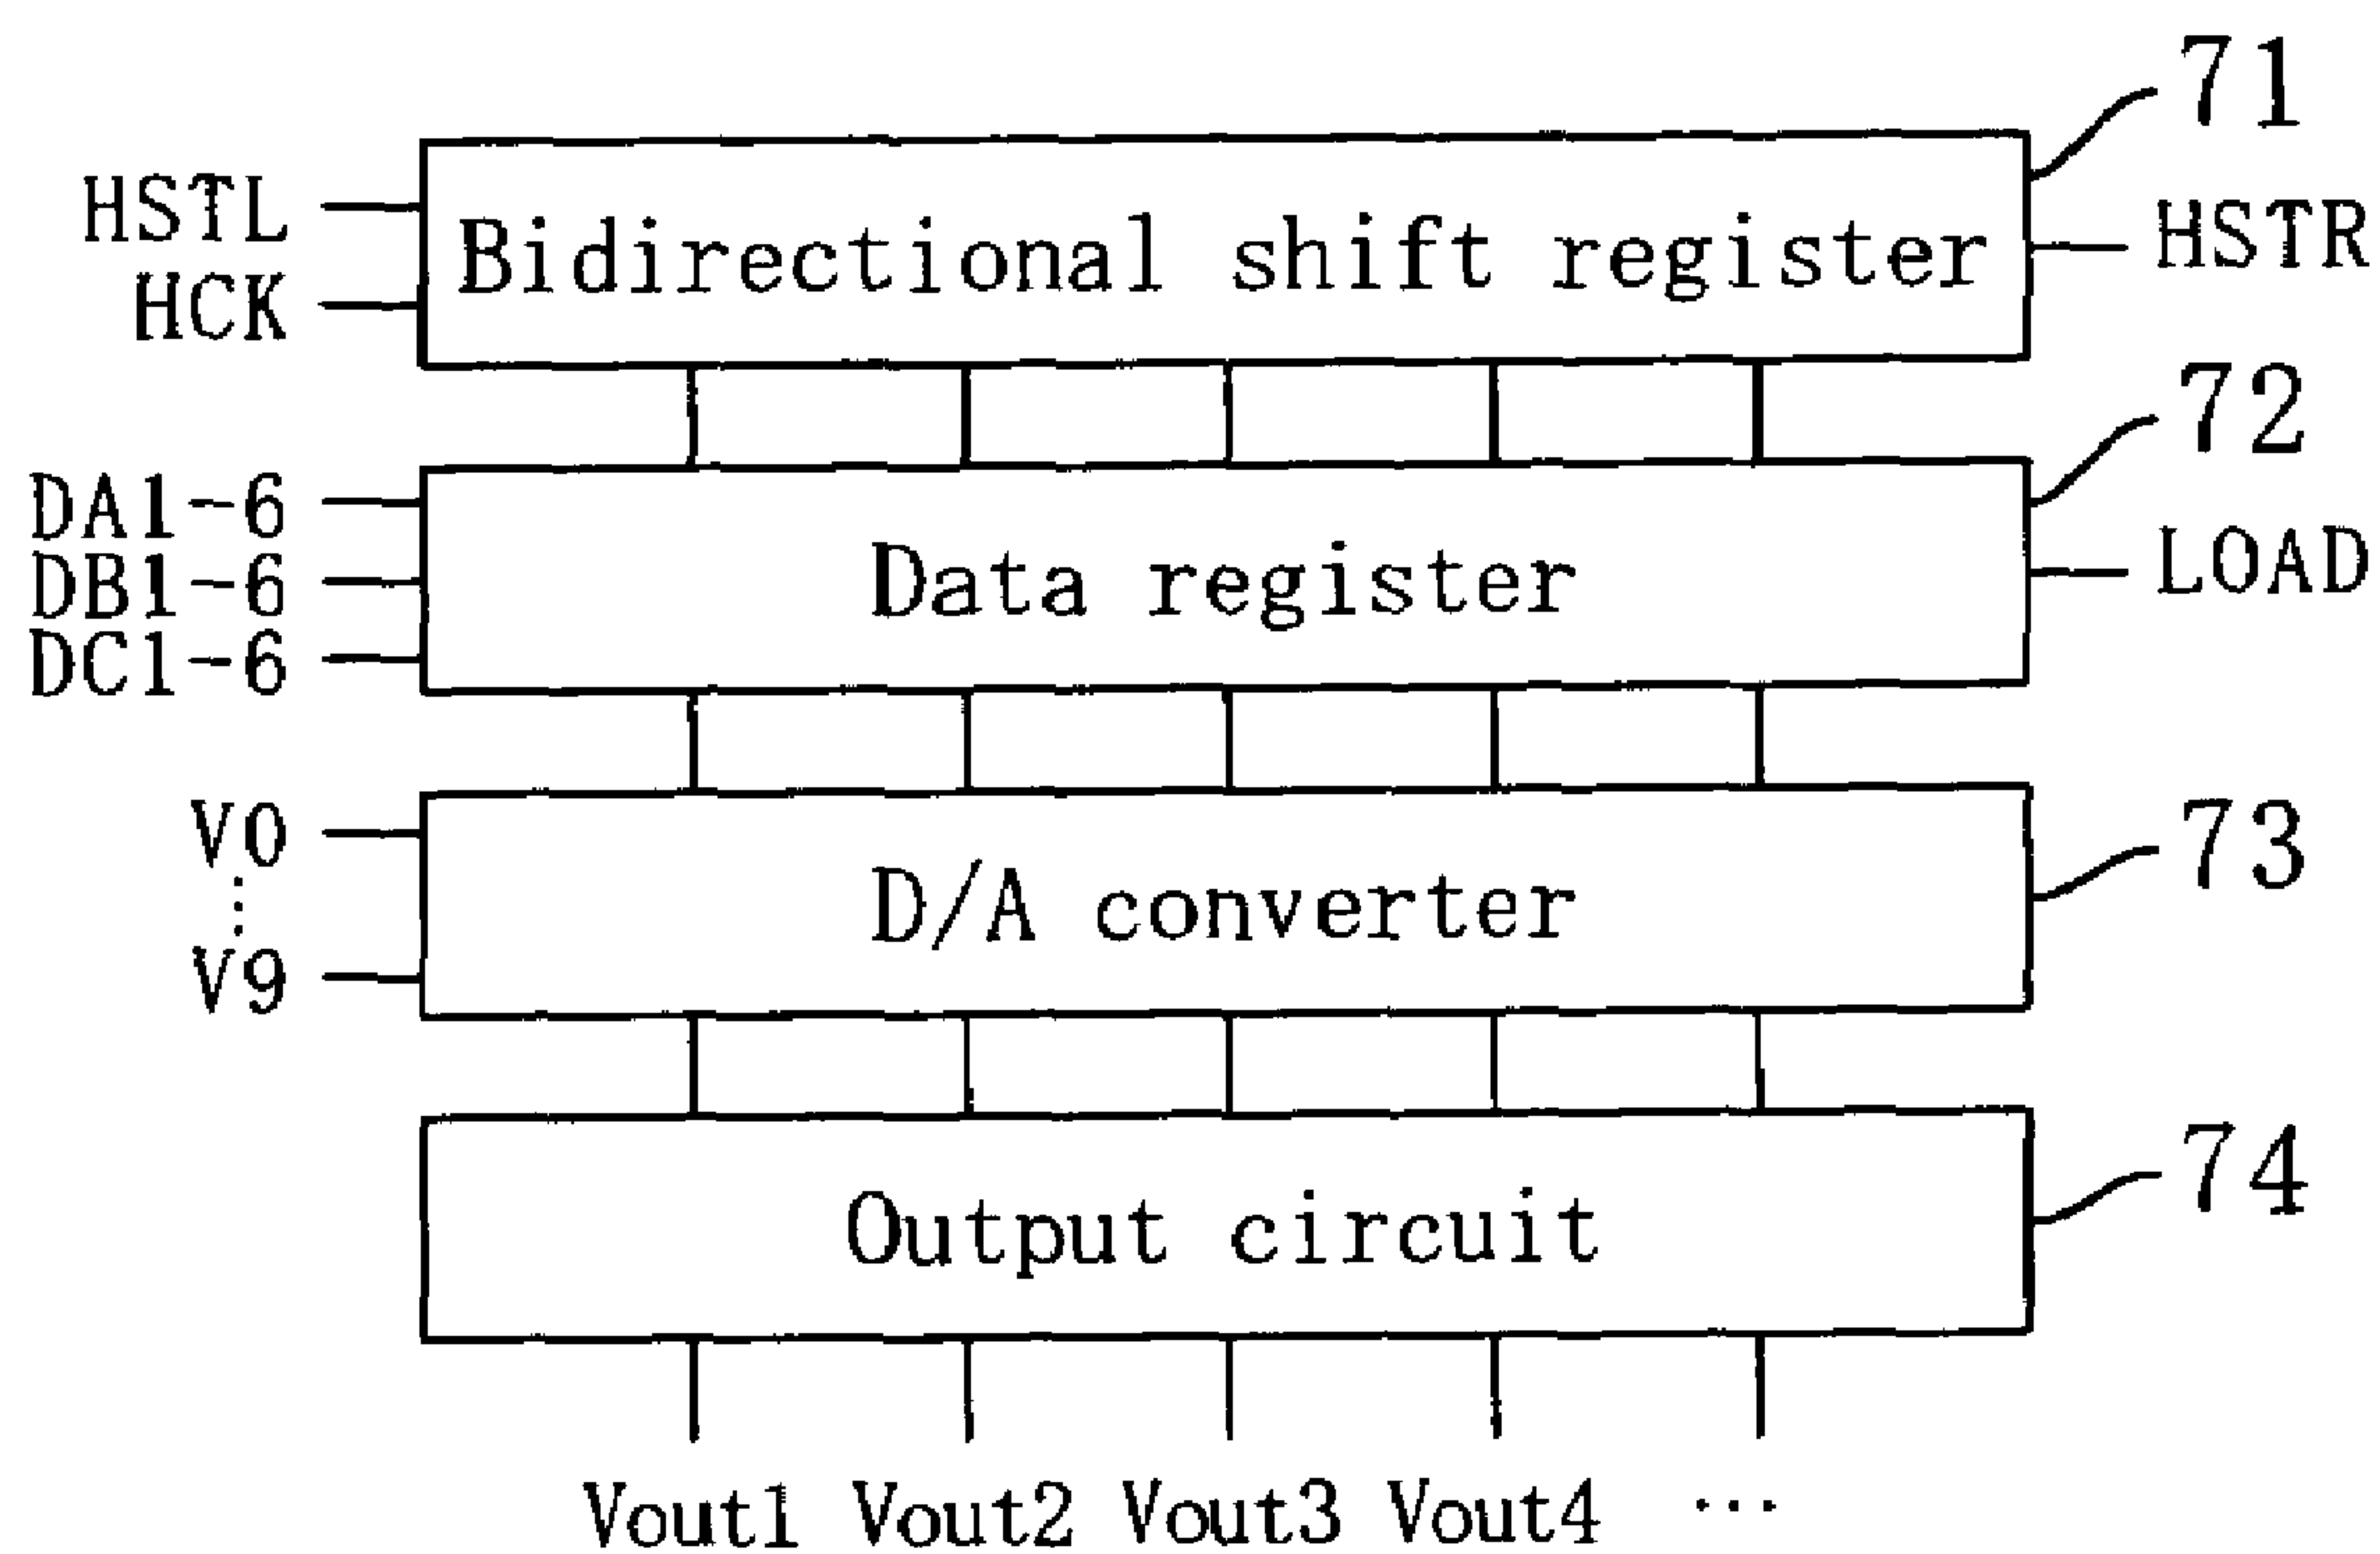 71
HSTL
Bidirectional shift register
HSTR
HCK
72
DA1-6
DB1-6
Data register
LOAD
DC1-6
V0
⋮
V9
D/A converter
73
74
Output circuit
Vout1 Vout2 Vout3 Vout4 ...